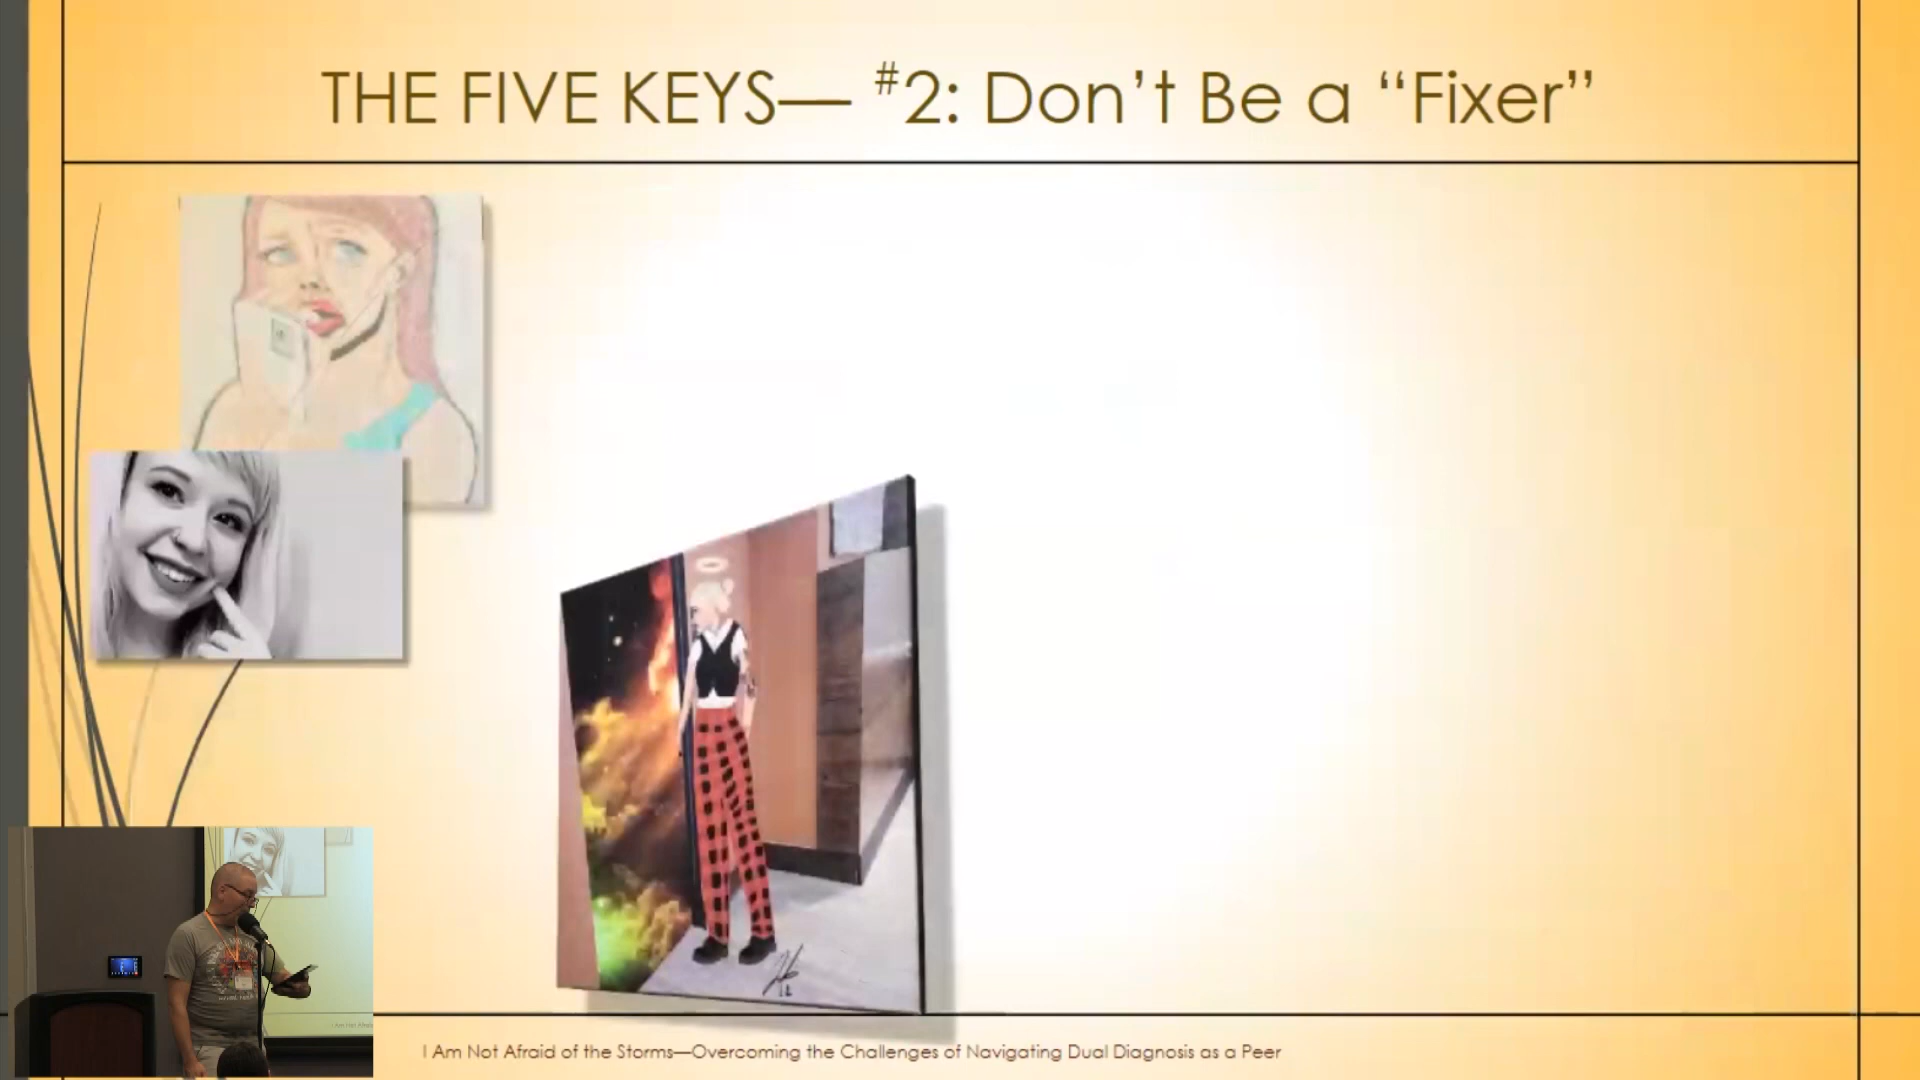 THE FIVE KEYS— #2: Don’t Be a “Fixer”
I Am Not Afraid of the Storms—Overcoming the Challenges of Navigating Dual Diagnosis as a Peer